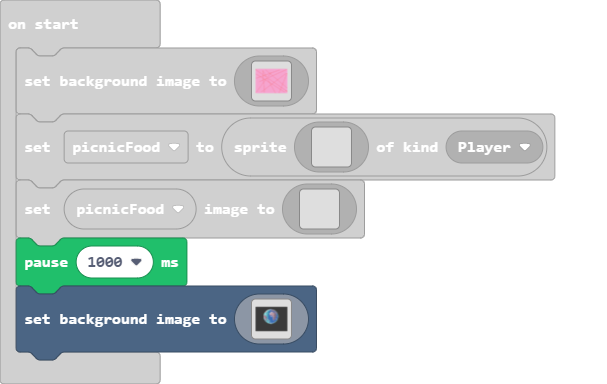 on start
set background image to
set picnicFood to sprite of kind Player
set picnicFood image to
pause 1000 ms
set background image to